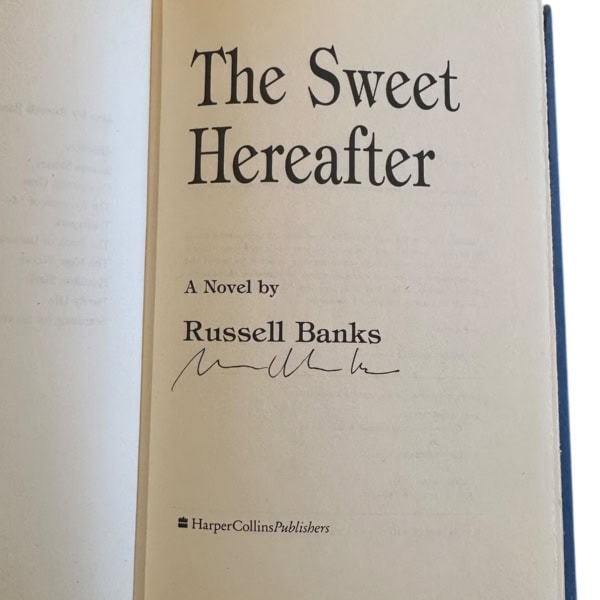 The Sweet
Hereafter
A Novel by
Russell Banks
HarperCollinsPublishers